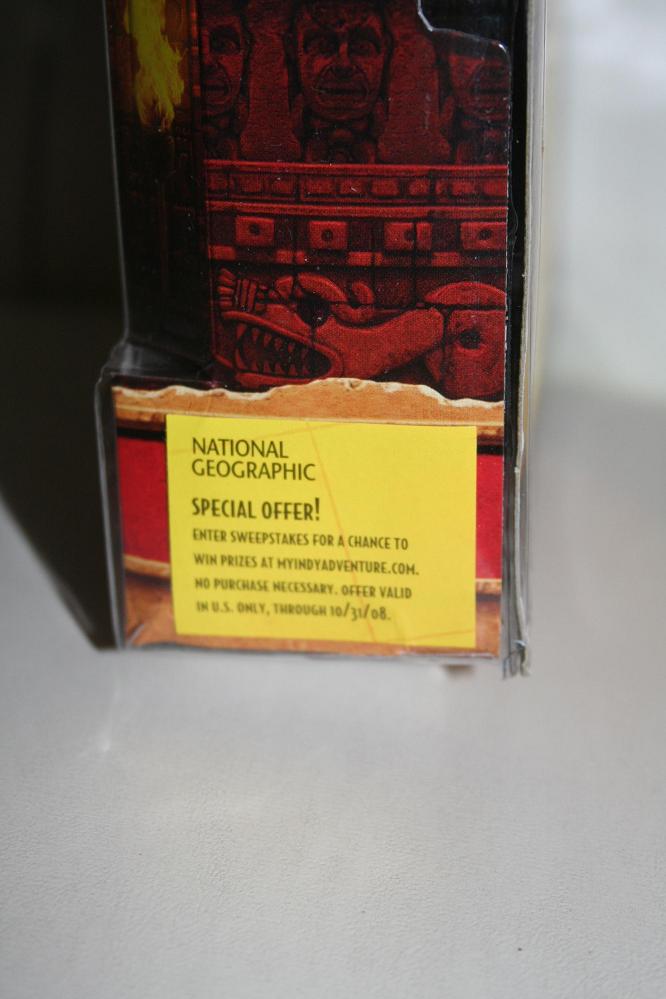 NATIONAL
GEOGRAPHIC
SPECIAL OFFER!
ENTER SWEEPSTAKES FOR A CHANCE TO
WIN PRIZES AT MYINDYADVENTURE.COM.
NO PURCHASE NECESSARY. OFFER VALID
IN U.S. ONLY, THROUGH 10/31/08.